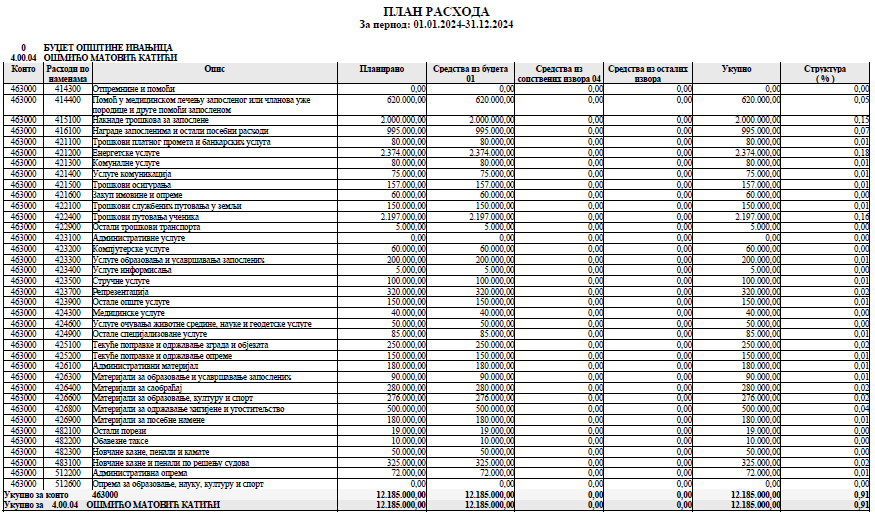 ПЛАН РАСХОДА
За период: 01.01.2024-31.12.2024
0 БУЏЕТ ОПШТИНЕ ИВАЊИЦА
4.00.04 ОШМИЋО МАТОВИЋ КАТИЋИ
Конто Расходи по Опис Планирано Средства из буџета Средства из Средства из осталих Укупно Структура
наменама 01 сопствених извора 04 извора ( % )
463000 414300 Отпремнине и помоћи 0,00 0,00 0,00 0,00 0,00 0,00
463000 414400 Помоћ у медицинском лечењу запосленог или чланова уже 620.000,00 620.000,00 0,00 0,00 620.000,00 0,05
породице и друге помоћи запосленом
463000 415100 Накнаде трошкова за запослене 2.000.000,00 2.000.000,00 0,00 0,00 2.000.000,00 0,15
463000 416100 Награде запосленима и остали посебни расходи 995.000,00 995.000,00 0,00 0,00 995.000,00 0,07
463000 421100 Трошкови платног промета и банкарских услуга 80.000,00 80.000,00 0,00 0,00 80.000,00 0,01
463000 421200 Енергетске услуге 2.374.000,00 2.374.000,00 0,00 0,00 2.374.000,00 0,18
463000 421300 Комуналне услуге 80.000,00 80.000,00 0,00 0,00 80.000,00 0,01
463000 421400 Услуге комуникација 75.000,00 75.000,00 0,00 0,00 75.000,00 0,01
463000 421500 Трошкови осигурања 157.000,00 157.000,00 0,00 0,00 157.000,00 0,01
463000 421600 Закуп имовине и опреме 60.000,00 60.000,00 0,00 0,00 60.000,00 0,00
463000 422100 Трошкови службених путовања у земљи 150.000,00 150.000,00 0,00 0,00 150.000,00 0,01
463000 422400 Трошкови путовања ученика 2.197.000,00 2.197.000,00 0,00 0,00 2.197.000,00 0,16
463000 422900 Остали трошкови транспорта 5.000,00 5.000,00 0,00 0,00 5.000,00 0,00
463000 423100 Административне услуге 0,00 0,00 0,00 0,00 0,00 0,00
463000 423200 Компјутерске услуге 60.000,00 60.000,00 0,00 0,00 60.000,00 0,00
463000 423300 Услуге образовања и усавршавања запослених 200.000,00 200.000,00 0,00 0,00 200.000,00 0,01
463000 423400 Услуге информисања 5.000,00 5.000,00 0,00 0,00 5.000,00 0,00
463000 423500 Стручне услуге 100.000,00 100.000,00 0,00 0,00 100.000,00 0,01
463000 423700 Репрезентација 320.000,00 320.000,00 0,00 0,00 320.000,00 0,02
463000 423900 Остале опште услуге 150.000,00 150.000,00 0,00 0,00 150.000,00 0,01
463000 424300 Медицинске услуге 40.000,00 40.000,00 0,00 0,00 40.000,00 0,00
463000 424600 Услуге очувања животне средине, науке и геодетске услуге 50.000,00 50.000,00 0,00 0,00 50.000,00 0,00
463000 424900 Остале специјализоване услуге 85.000,00 85.000,00 0,00 0,00 85.000,00 0,01
463000 425100 Текуће поправке и одржавање зграда и објеката 250.000,00 250.000,00 0,00 0,00 250.000,00 0,02
463000 425200 Текуће поправке и одржавање опреме 150.000,00 150.000,00 0,00 0,00 150.000,00 0,01
463000 426100 Административни материјал 180.000,00 180.000,00 0,00 0,00 180.000,00 0,01
463000 426300 Материјали за образовање и усавршавање запослених 90.000,00 90.000,00 0,00 0,00 90.000,00 0,01
463000 426400 Материјали за саобраћај 280.000,00 280.000,00 0,00 0,00 280.000,00 0,02
463000 426600 Материјали за образовање, културу и спорт 276.000,00 276.000,00 0,00 0,00 276.000,00 0,02
463000 426800 Материјали за одржавање хигијене и угоститељство 500.000,00 500.000,00 0,00 0,00 500.000,00 0,04
463000 426900 Материјали за посебне намене 180.000,00 180.000,00 0,00 0,00 180.000,00 0,01
463000 482100 Остали порези 19.000,00 19.000,00 0,00 0,00 19.000,00 0,00
463000 482200 Обавезне таксе 10.000,00 10.000,00 0,00 0,00 10.000,00 0,00
463000 482300 Новчане казне, пенали и камате 50.000,00 50.000,00 0,00 0,00 50.000,00 0,00
463000 483100 Новчане казне и пенали по решењу судова 325.000,00 325.000,00 0,00 0,00 325.000,00 0,02
463000 512200 Административна опрема 72.000,00 72.000,00 0,00 0,00 72.000,00 0,01
463000 512600 Опрема за образовање, науку, културу и спорт 0,00 0,00 0,00 0,00 0,00 0,00
Укупно за конто 463000 12.185.000,00 12.185.000,00 0,00 0,00 12.185.000,00 0,91
Укупно за 4.00.04 ОШМИЋО МАТОВИЋ КАТИЋИ 12.185.000,00 12.185.000,00 0,00 0,00 12.185.000,00 0,91